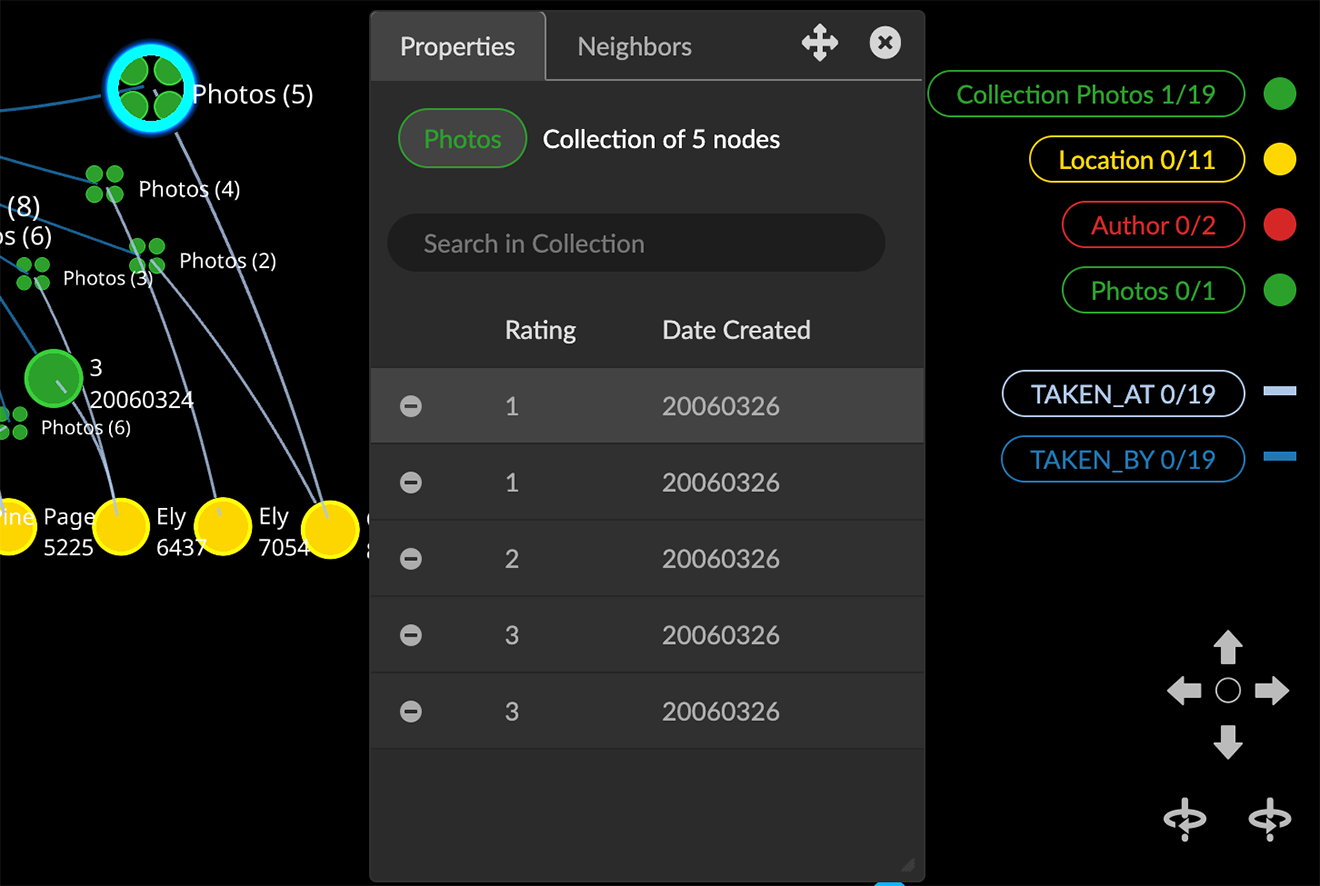 Photos (5)
Photos (4)
(8)
(6)
Photos (2)
Photos (3)
3
20060324
Photos (6)
Page
5225
Ely
6437
Ely
7054
Properties
Neighbors
Photos
Collection of 5 nodes
Search in Collection
Rating Date Created
1 20060326
1 20060326
2 20060326
3 20060326
3 20060326
Collection Photos 1/19
Location 0/11
Author 0/2
Photos 0/1
TAKEN_AT 0/19
TAKEN_BY 0/19